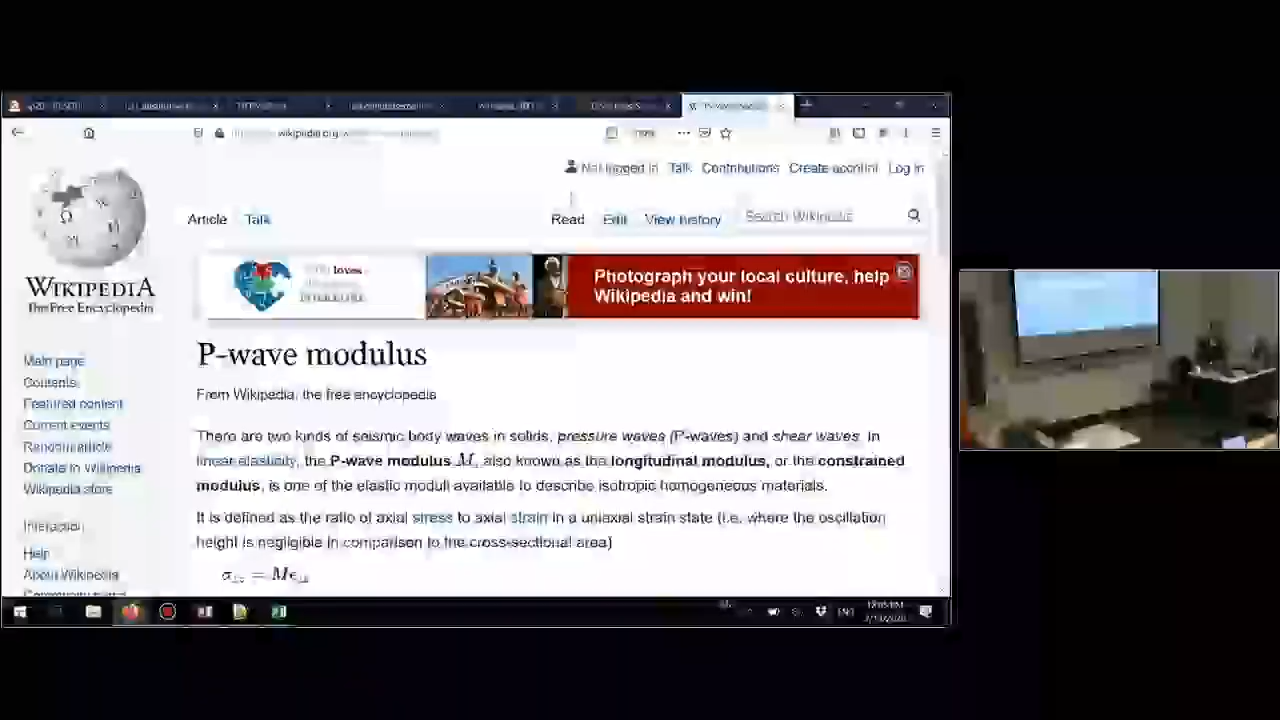 wikipedia.org
Not logged in Talk Contributions Create account Log in
Article Talk Read Edit View history Search Wikipedia
WIKIPEDIA
The Free Encyclopedia
loves
Photograph your local culture, help
Wikipedia and win!
Main page
Contents
Featured content
Current events
Random article
Donate to Wikipedia
Wikipedia store
Interaction
Help
About Wikipedia
P-wave modulus
From Wikipedia, the free encyclopedia
There are two kinds of seismic body waves in solids, pressure waves (P-waves) and shear waves. In
linear elasticity, the P-wave modulus M, also known as the longitudinal modulus, or the constrained
modulus, is one of the elastic moduli available to describe isotropic homogeneous materials.
It is defined as the ratio of axial stress to axial strain in a uniaxial strain state (i.e. where the oscillation
height is negligible in comparison to the cross-sectional area)
ENG